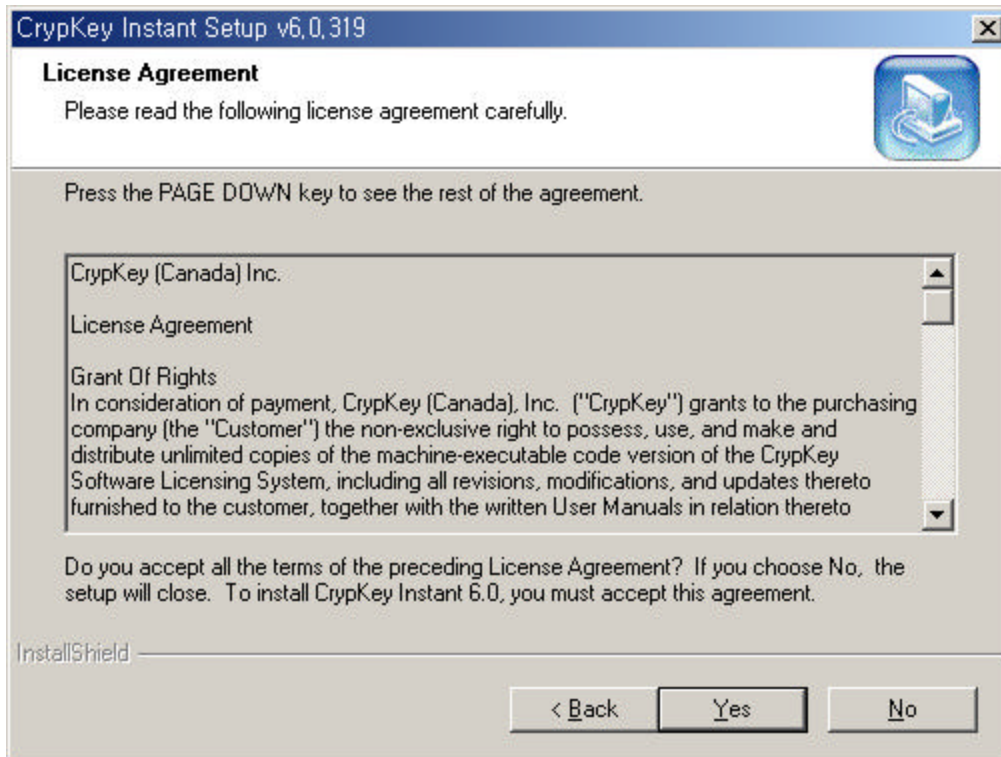 CrypKey Instant Setup v6,0,319
License Agreement
Please read the following license agreement carefully.
Press the PAGE DOWN key to see the rest of the agreement.
CrypKey (Canada) Inc.
License Agreement
Grant Of Rights
In consideration of payment, CrypKey (Canada), Inc.  ("CrypKey") grants to the purchasing
company (the "Customer") the non-exclusive right to possess, use, and make and
distribute unlimited copies of the machine-executable code version of the CrypKey
Software Licensing System, including all revisions, modifications, and updates thereto
furnished to the customer, together with the written User Manuals in relation thereto
Do you accept all the terms of the preceding License Agreement?  If you choose No,  the
setup will close.  To install CrypKey Instant 6.0, you must accept this agreement.
InstallShield
< Back
Yes
No